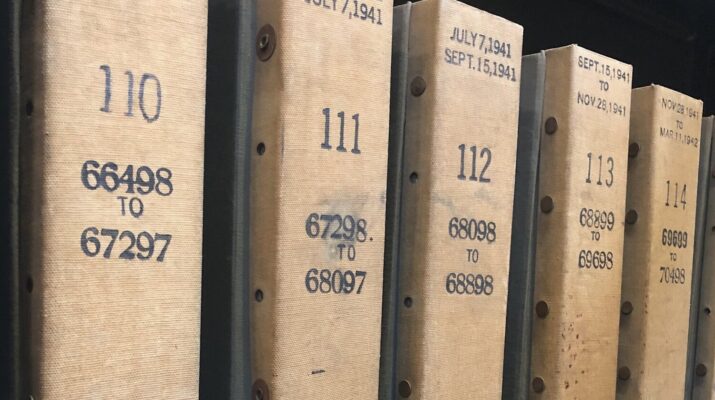 110
66498
TO
67297
JULY 7, 1941
111
67298.
TO
68097
JULY 7, 1941
SEPT. 15, 1941
112
68098
TO
68898
SEPT. 15, 1941
TO
NOV. 28, 1941
113
68899
TO
69698
NOV. 28 1941
TO
MAR. 11, 1942
114
69699
TO
70498